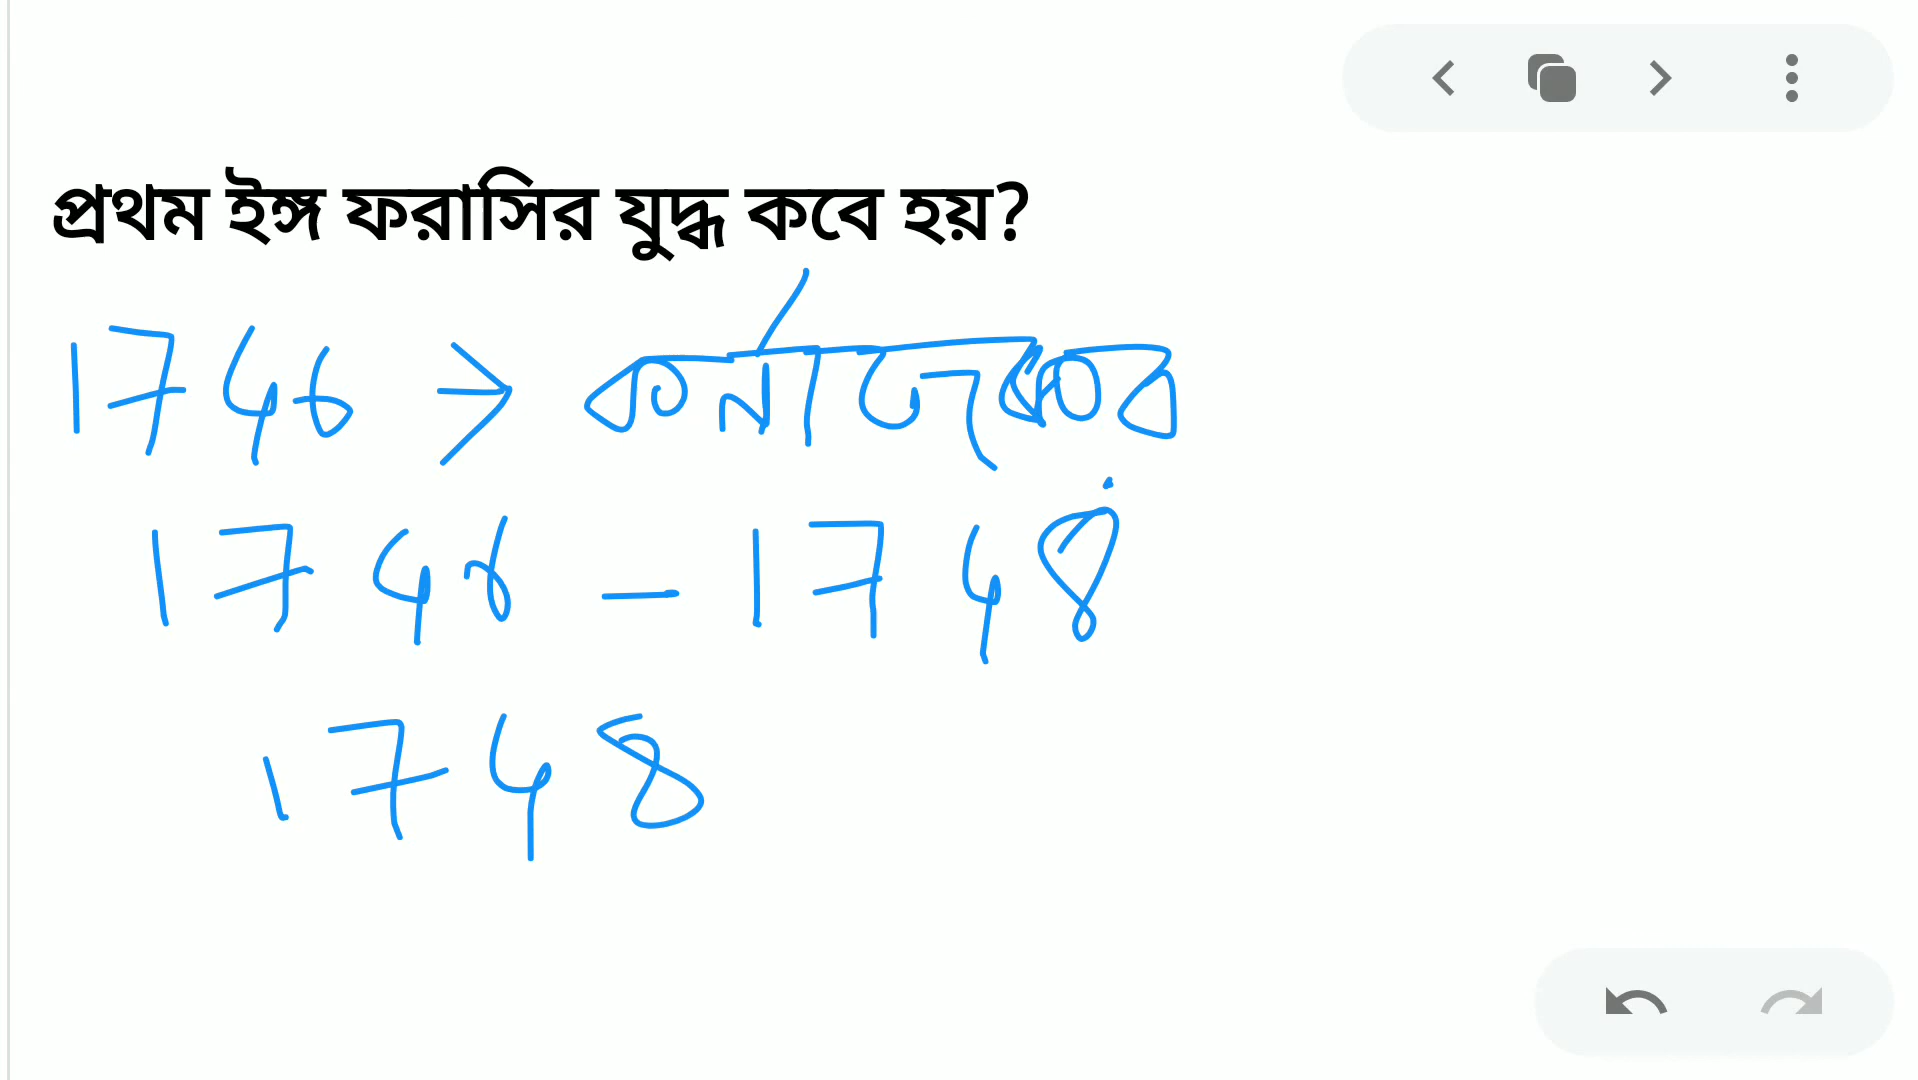 প্রথম ইঙ্গ ফরাসির যুদ্ধ কবে হয়?
1746 → কর্নাটকের
1746 - 1748
1748